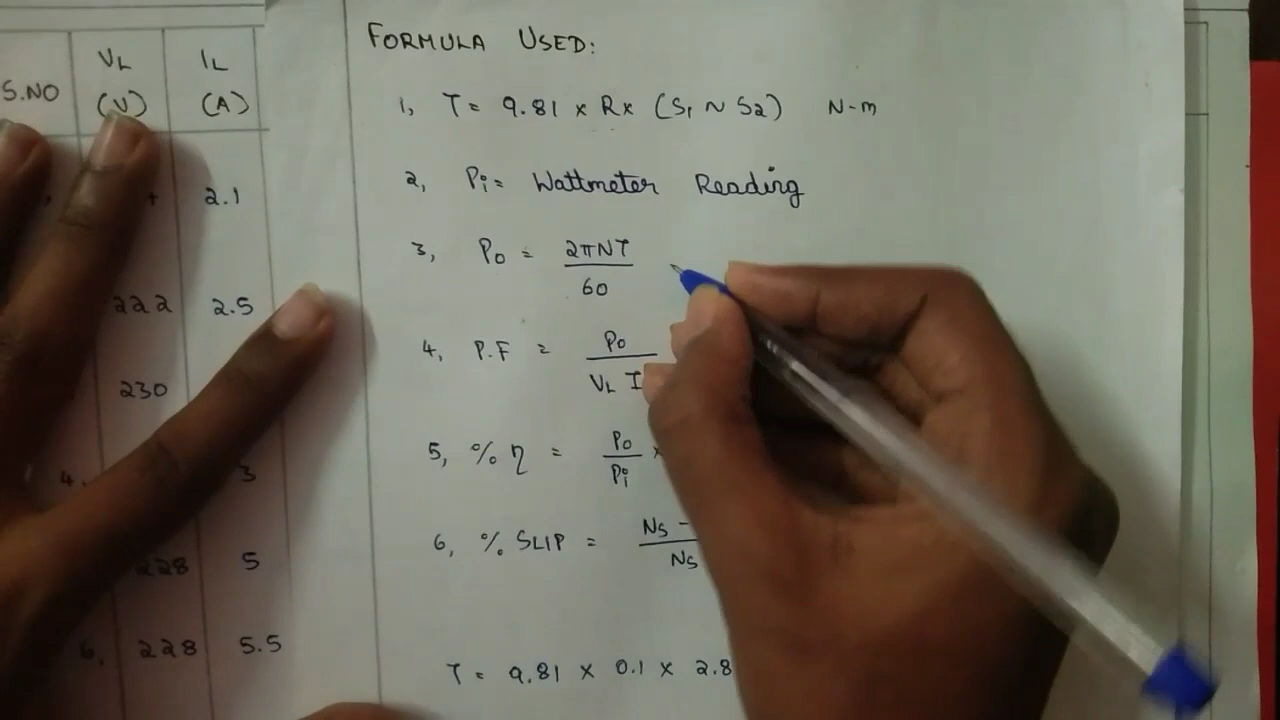 S.NO VL (V) IL (A)
2.1
222 2.5
230
4. 3
228 5
6, 228 5.5
FORMULA USED:
1, T = 9.81 × R × (S1 ~ S2) N-m
2, Pi = Wattmeter Reading
3, Po = 2πNT / 60
4, P.F = Po / VL I
5, % η = Po / Pi ×
6, % SLIP = Ns - / Ns
T = 9.81 × 0.1 × 2.8